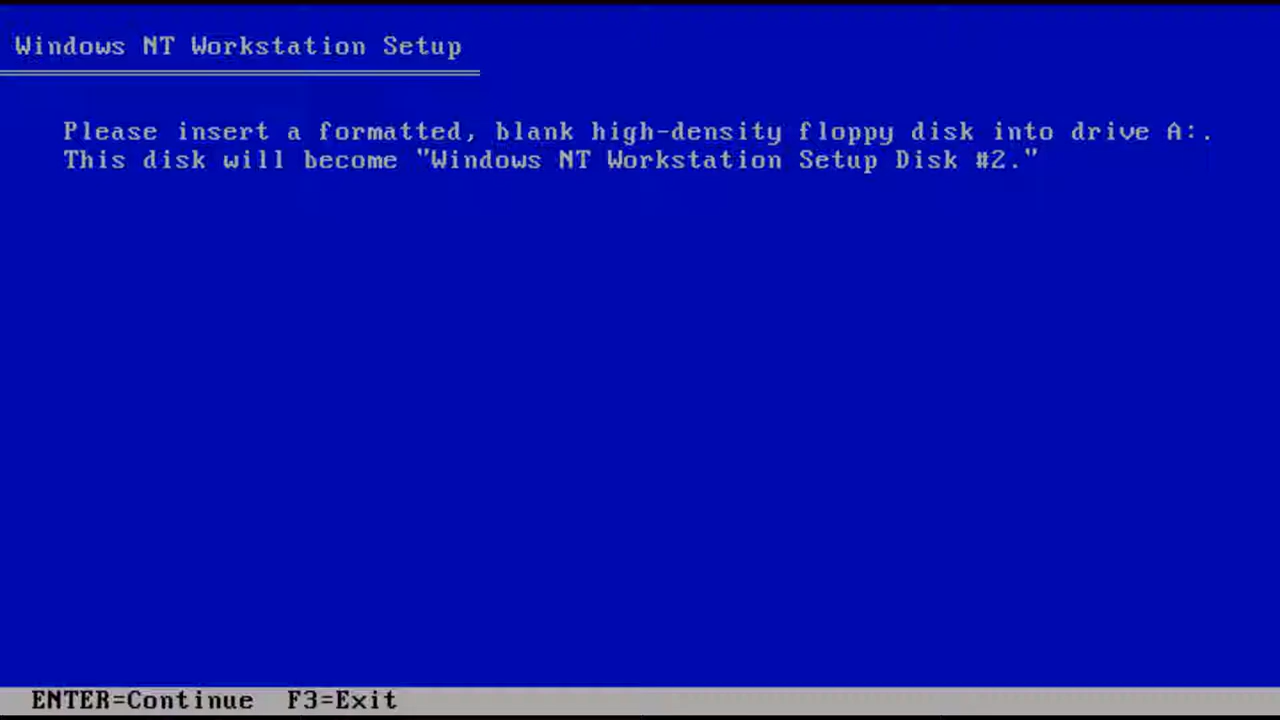 Windows NT Workstation Setup
Please insert a formatted, blank high-density floppy disk into drive A:.
This disk will become "Windows NT Workstation Setup Disk #2."
ENTER=Continue  F3=Exit